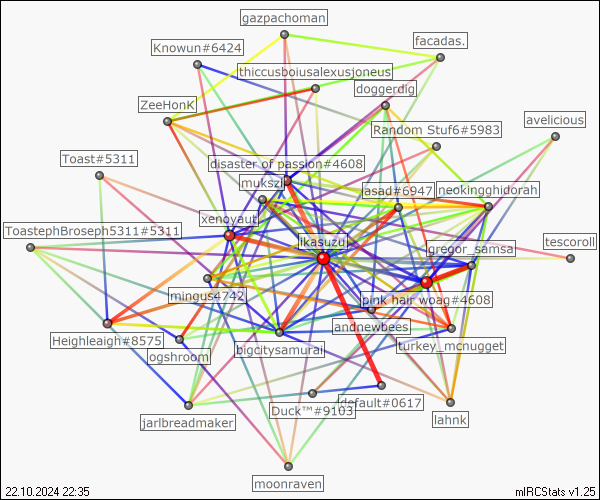 gazpachoman
facadas.
Knowun#6424
thiccusboiusalexusjoneus
doggerdig
ZeeHonK
avelicious
Random Stuf6#5983
Toast#5311
disaster of passion#4608
mukszji
asad#6947
neokingghidorah
xenoyaut
ToastephBroseph5311#5311
ikasuzuj
gregor_samsa
tescoroll
mingus4742
pink hair woag#4608
andnewbees
Heighleaigh#8575
bigcitysamurai
turkey_mcnugget
ogshroom
default#0617
Duck™#9103
jarlbreadmaker
lahnk
moonraven
22.10.2024 22:35
mIRCStats v1.25